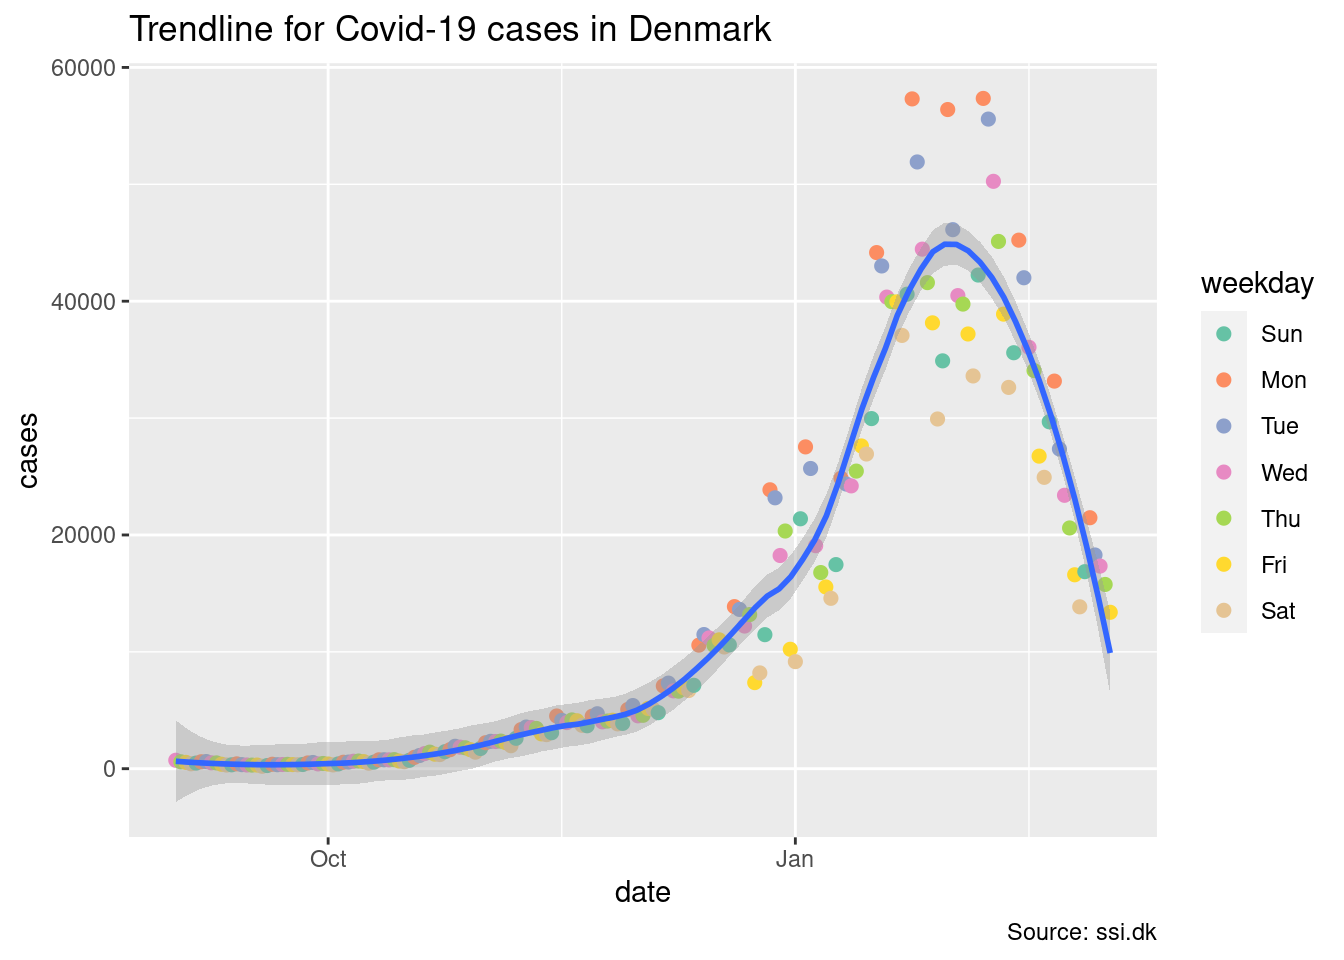 Trendline for Covid-19 cases in Denmark
60000
40000
20000
0
cases
Oct
Jan
date
weekday
Sun
Mon
Tue
Wed
Thu
Fri
Sat
Source: ssi.dk